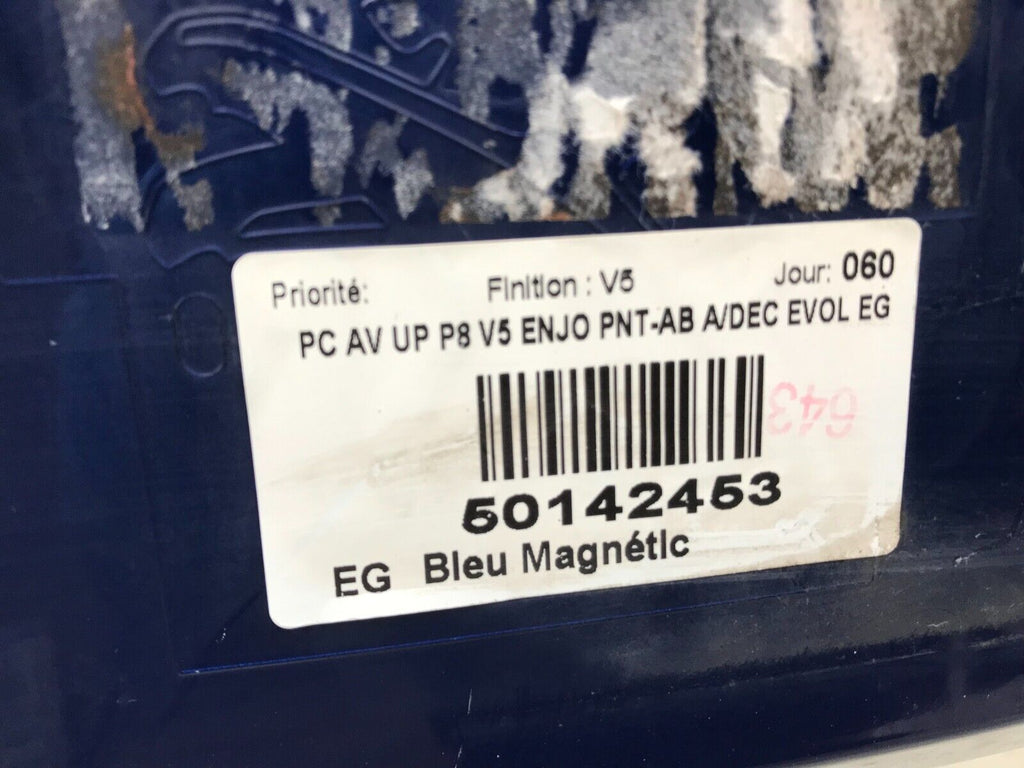 Priorité: Finition : V5 Jour: 060
PC AV UP P8 V5 ENJO PNT-AB A/DEC EVOL EG
643
50142453
EG Bleu Magnétic